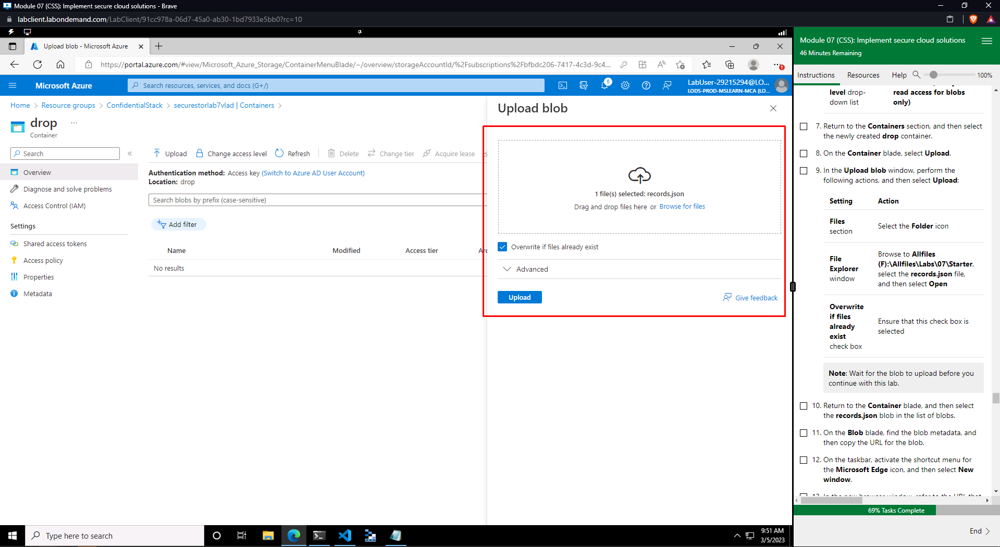 Module 07 (CSS): Implement secure cloud solutions - Brave
labclient.labondemand.com/LabClient/91cc978a-06d7-45a0-ab30-1bd7933e5bb0?rc=10
Upload blob - Microsoft Azure
https://portal.azure.com/#view/Microsoft_Azure_Storage/ContainerMenuBlade/~/overview/storageAccountId/%2Fsubscriptions%2Fbfbdc206-7417-4c3d-9c4...
Microsoft Azure
Search resources, services, and docs (G+/)
6
LabUser-29215294@LO...
LODS-PROD-MSLEARN-MCA (LO...
Home > Resource groups > ConfidentialStack > securestorlab7vlad | Containers >
drop ...
Container
Search
Overview
Diagnose and solve problems
Access Control (IAM)
Settings
Shared access tokens
Access policy
Properties
Metadata
Upload Change access level Refresh Delete Change tier Acquire lease
Authentication method: Access key (Switch to Azure AD User Account)
Location: drop
Search blobs by prefix (case-sensitive)
Add filter
Name Modified Access tier
No results
Upload blob
1 file(s) selected: records.json
Drag and drop files here or Browse for files
Overwrite if files already exist
Advanced
Upload
Give feedback
Module 07 (CSS): Implement secure cloud solutions
46 Minutes Remaining
Instructions Resources Help 100%
level drop-
down list
read access for blobs
only)
7. Return to the Containers section, and then select
the newly created drop container.
8. On the Container blade, select Upload.
9. In the Upload blob window, perform the
following actions, and then select Upload:
Setting Action
Files
section
Select the Folder icon
File
Explorer
window
Browse to Allfiles
(F):\Allfiles\Labs\07\Starter,
select the records.json file,
and then select Open
Overwrite
if files
already
exist
check box
Ensure that this check box is
selected
Note: Wait for the blob to upload before you
continue with this lab.
10. Return to the Container blade, and then select
the records.json blob in the list of blobs.
11. On the Blob blade, find the blob metadata, and
then copy the URL for the blob.
12. On the taskbar, activate the shortcut menu for
the Microsoft Edge icon, and then select New
window.
13. In the new browser window, refer to the URL that
69% Tasks Complete
End
Type here to search
9:51 AM
3/5/2023